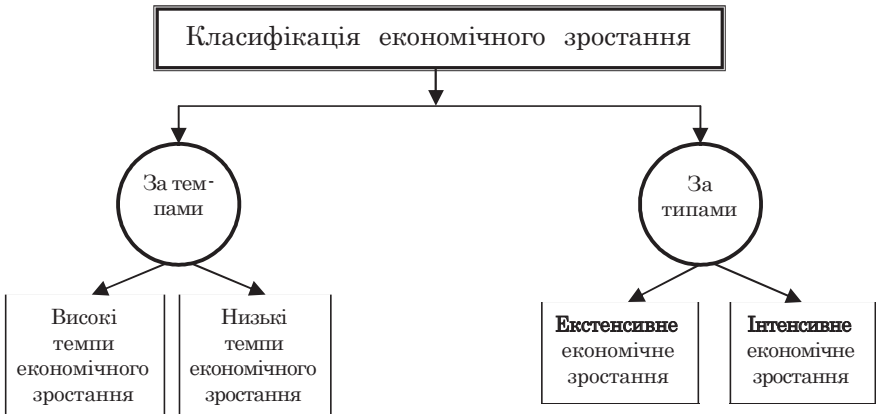 Класифікація економічного зростання
За тем-
пами
За
типами
Високі
темпи
економічного
зростання
Низькі
темпи
економічного
зростання
Екстенсивне
економічне
зростання
Інтенсивне
економічне
зростання